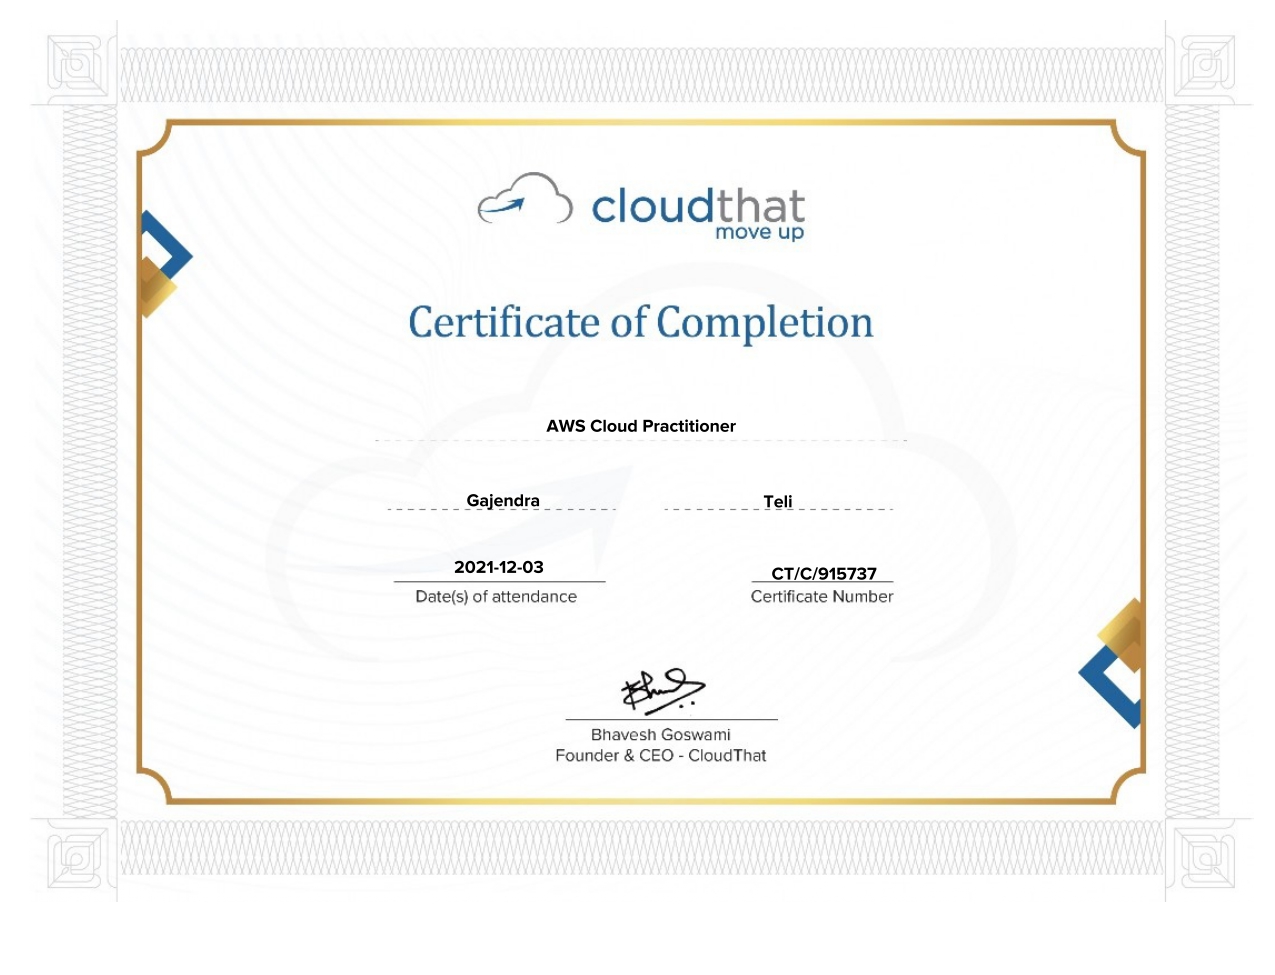 cloudthat
move up
Certificate of Completion
AWS Cloud Practitioner
Gajendra Teli
2021-12-03 CT/C/915737
Date(s) of attendance Certificate Number
Bhavesh Goswami
Founder & CEO - CloudThat